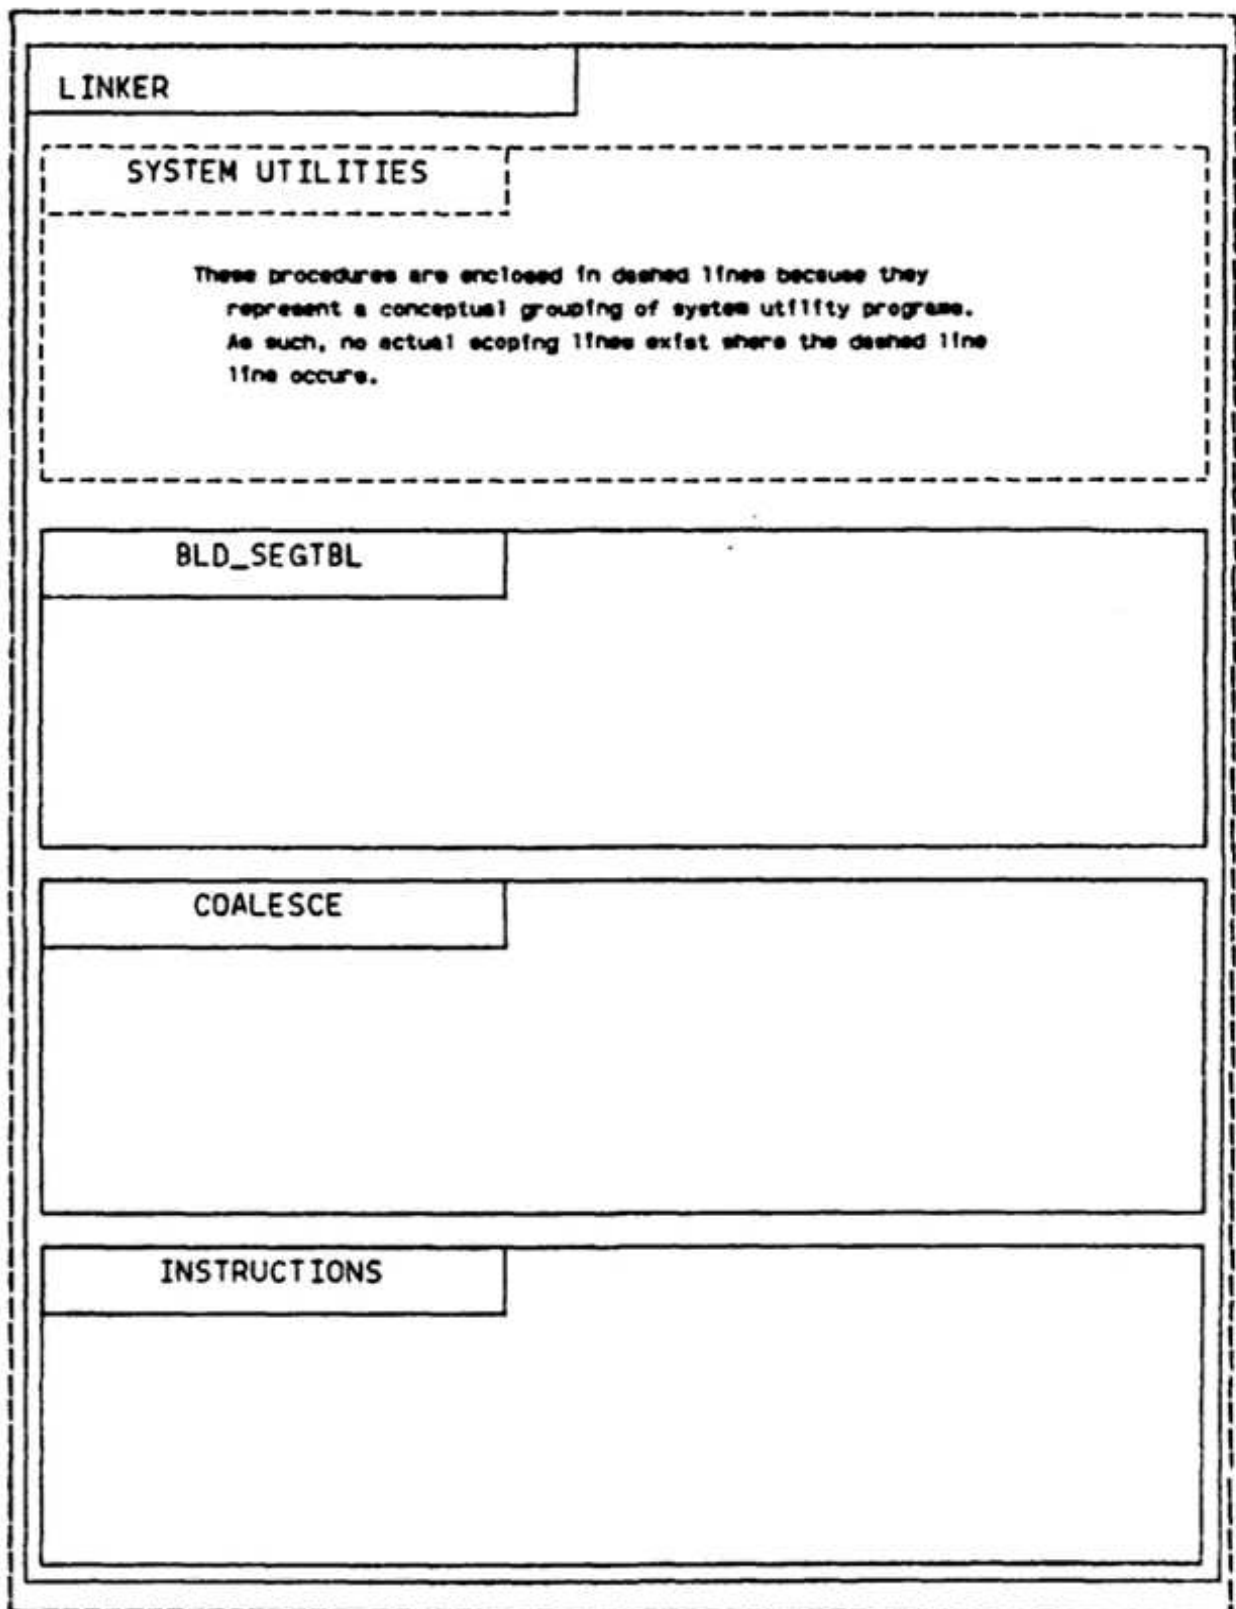 LINKER
SYSTEM UTILITIES
These procedures are enclosed in dashed lines because they
represent a conceptual grouping of system utility programs.
As such, no actual scoping lines exist where the dashed line
line occurs.
BLD_SEGTBL
COALESCE
INSTRUCTIONS